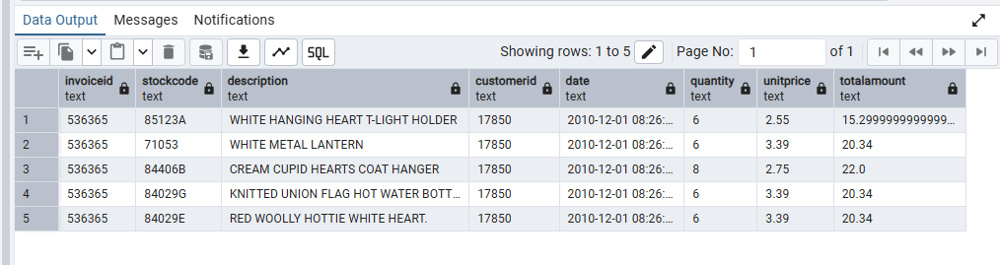 Data Output Messages Notifications
SQL Showing rows: 1 to 5 Page No: 1 of 1
invoiceid stockcode description customerid date quantity unitprice totalamount
text text text text text text text text
1 536365 85123A WHITE HANGING HEART T-LIGHT HOLDER 17850 2010-12-01 08:26:... 6 2.55 15.2999999999999...
2 536365 71053 WHITE METAL LANTERN 17850 2010-12-01 08:26:... 6 3.39 20.34
3 536365 84406B CREAM CUPID HEARTS COAT HANGER 17850 2010-12-01 08:26:... 8 2.75 22.0
4 536365 84029G KNITTED UNION FLAG HOT WATER BOTT... 17850 2010-12-01 08:26:... 6 3.39 20.34
5 536365 84029E RED WOOLLY HOTTIE WHITE HEART. 17850 2010-12-01 08:26:... 6 3.39 20.34